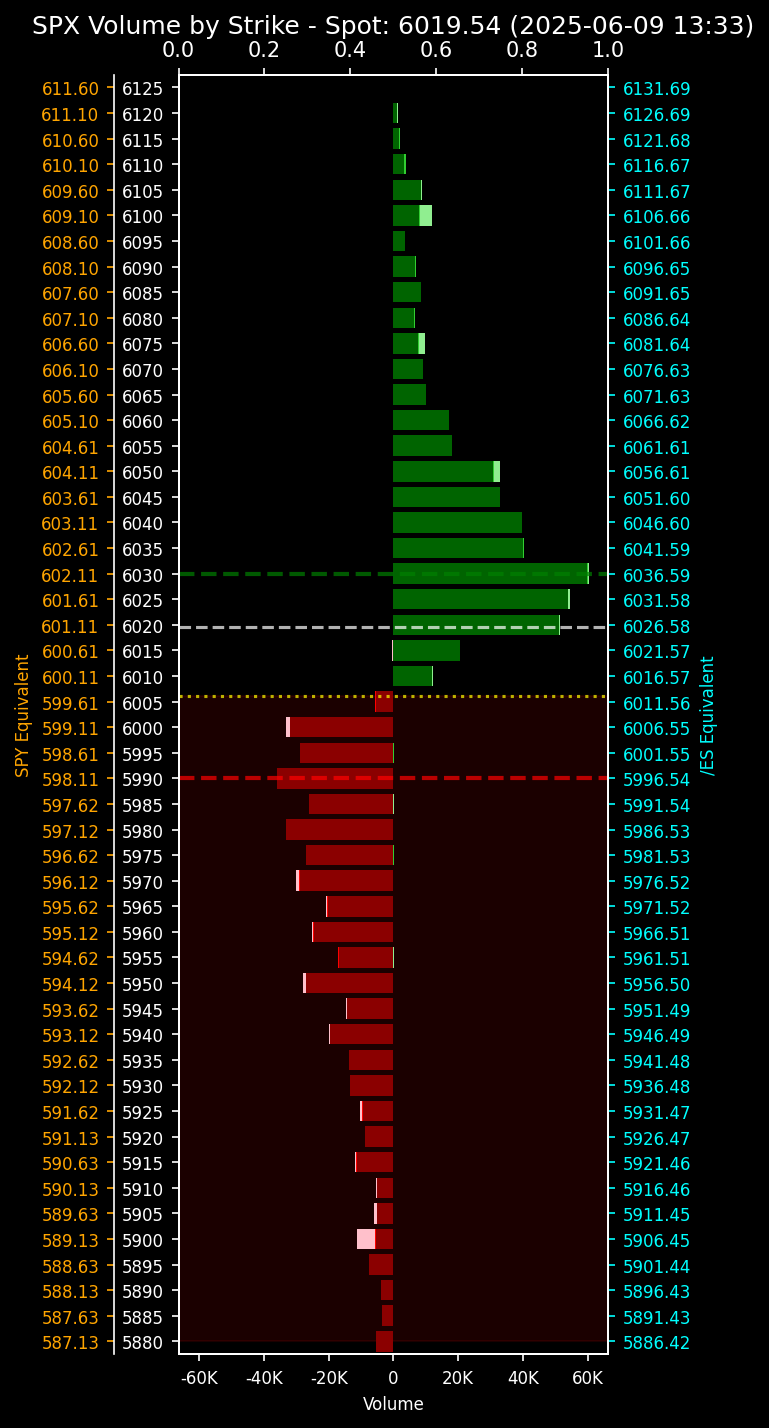 SPX Volume by Strike - Spot: 6019.54 (2025-06-09 13:33)
0.0 0.2 0.4 0.6 0.8 1.0
611.60 6125 6131.69
611.10 6120 6126.69
610.60 6115 6121.68
610.10 6110 6116.67
609.60 6105 6111.67
609.10 6100 6106.66
608.60 6095 6101.66
608.10 6090 6096.65
607.60 6085 6091.65
607.10 6080 6086.64
606.60 6075 6081.64
606.10 6070 6076.63
605.60 6065 6071.63
605.10 6060 6066.62
604.61 6055 6061.61
604.11 6050 6056.61
603.61 6045 6051.60
603.11 6040 6046.60
602.61 6035 6041.59
602.11 6030 6036.59
601.61 6025 6031.58
601.11 6020 6026.58
600.61 6015 6021.57
600.11 6010 6016.57
599.61 6005 6011.56
599.11 6000 6006.55
598.61 5995 6001.55
598.11 5990 5996.54
597.62 5985 5991.54
597.12 5980 5986.53
596.62 5975 5981.53
596.12 5970 5976.52
595.62 5965 5971.52
595.12 5960 5966.51
594.62 5955 5961.51
594.12 5950 5956.50
593.62 5945 5951.49
593.12 5940 5946.49
592.62 5935 5941.48
592.12 5930 5936.48
591.62 5925 5931.47
591.13 5920 5926.47
590.63 5915 5921.46
590.13 5910 5916.46
589.63 5905 5911.45
589.13 5900 5906.45
588.63 5895 5901.44
588.13 5890 5896.43
587.63 5885 5891.43
587.13 5880 5886.42
SPY Equivalent
/ES Equivalent
-60K -40K -20K 0 20K 40K 60K
Volume